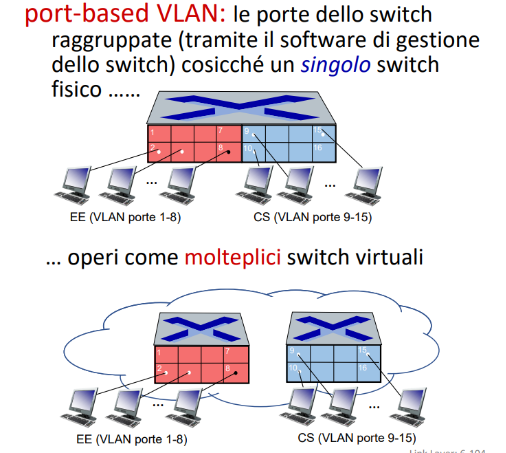 port-based VLAN: le porte dello switch
raggruppate (tramite il software di gestione
dello switch) cosicché un singolo switch
fisico ......
1 7 9 15
2 8 10 16
...
...
EE (VLAN porte 1-8) CS (VLAN porte 9-15)
... operi come molteplici switch virtuali
1 7 9 15
2 8 10 16
...
...
EE (VLAN porte 1-8) CS (VLAN porte 9-15)